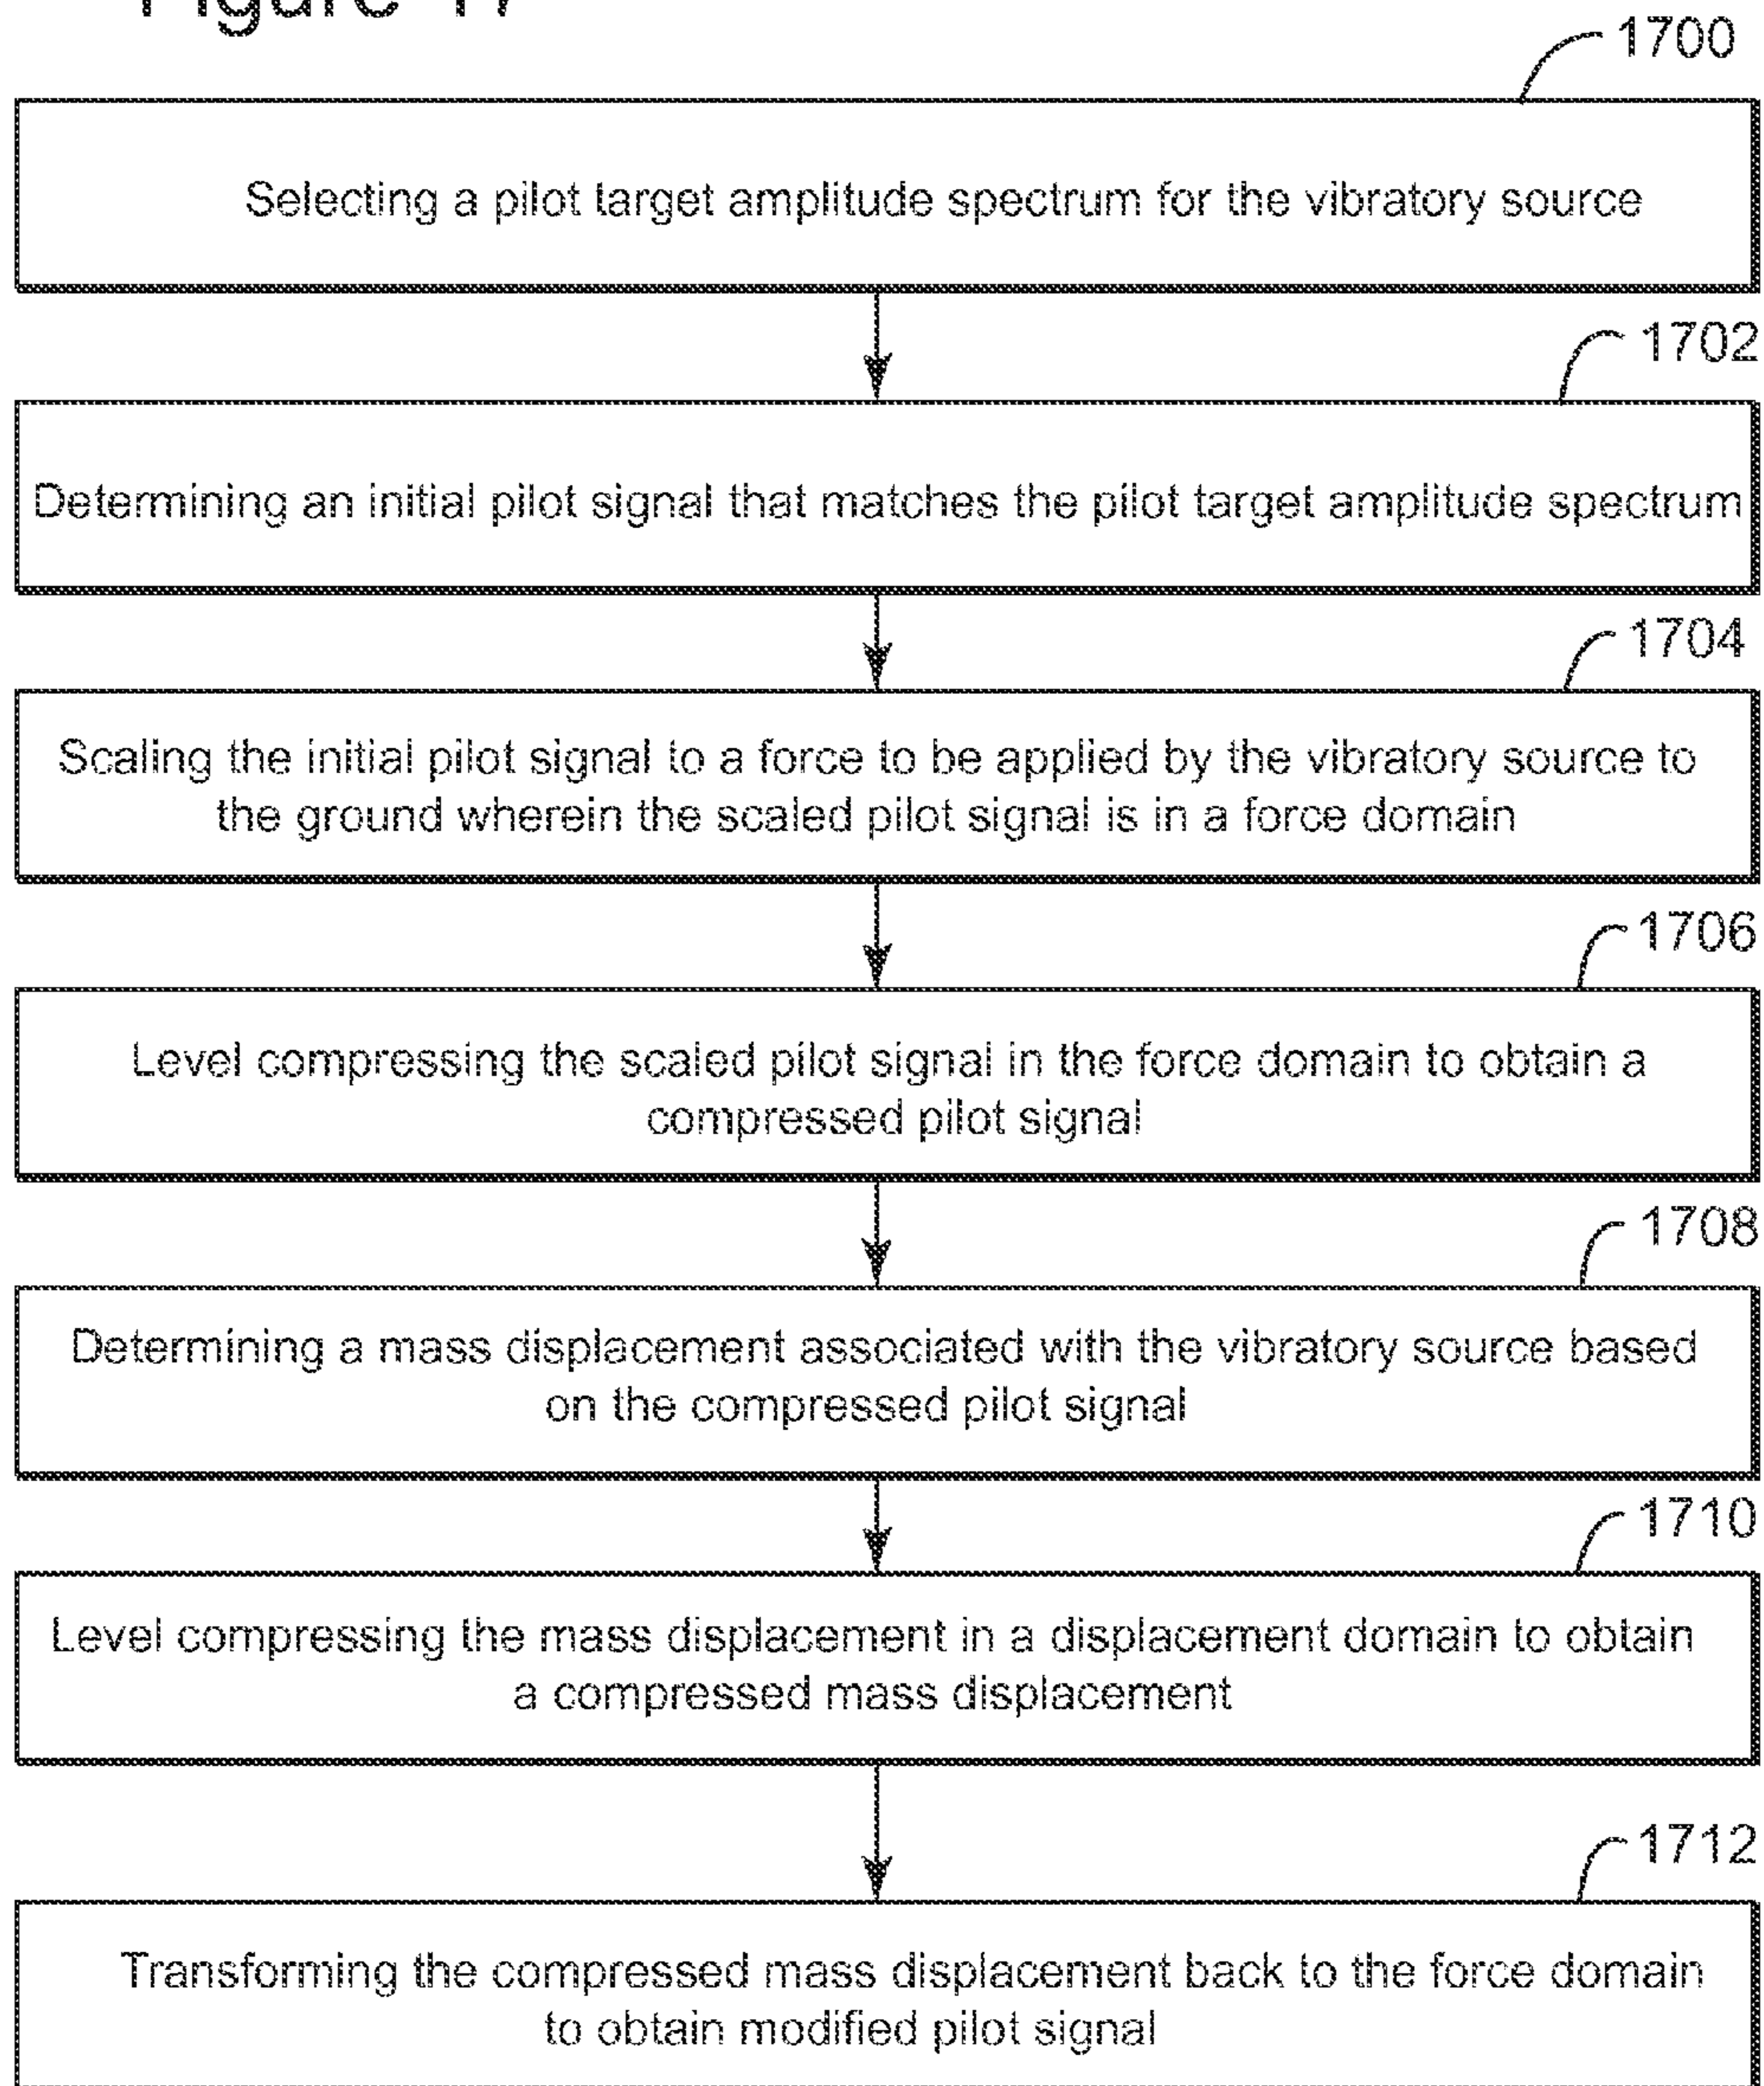 Figure 17
1700
Selecting a pilot target amplitude spectrum for the vibratory source
1702
Determining an initial pilot signal that matches the pilot target amplitude spectrum
1704
Scaling the initial pilot signal to a force to be applied by the vibratory source to
the ground wherein the scaled pilot signal is in a force domain
1706
Level compressing the scaled pilot signal in the force domain to obtain a
compressed pilot signal
1708
Determining a mass displacement associated with the vibratory source based
on the compressed pilot signal
1710
Level compressing the mass displacement in a displacement domain to obtain
a compressed mass displacement
1712
Transforming the compressed mass displacement back to the force domain
to obtain modified pilot signal